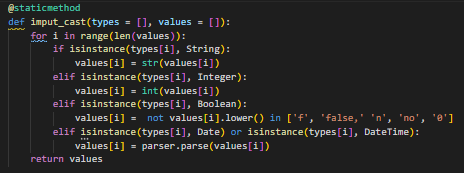 @staticmethod
def imput_cast(types = [], values = []):
    for i in range(len(values)):
        if isinstance(types[i], String):
            values[i] = str(values[i])
        elif isinstance(types[i], Integer):
            values[i] = int(values[i])
        elif isinstance(types[i], Boolean):
            values[i] =  not values[i].lower() in ['f', 'false,' 'n', 'no', '0']
        elif isinstance(types[i], Date) or isinstance(types[i], DateTime):
            values[i] = parser.parse(values[i])
    return values